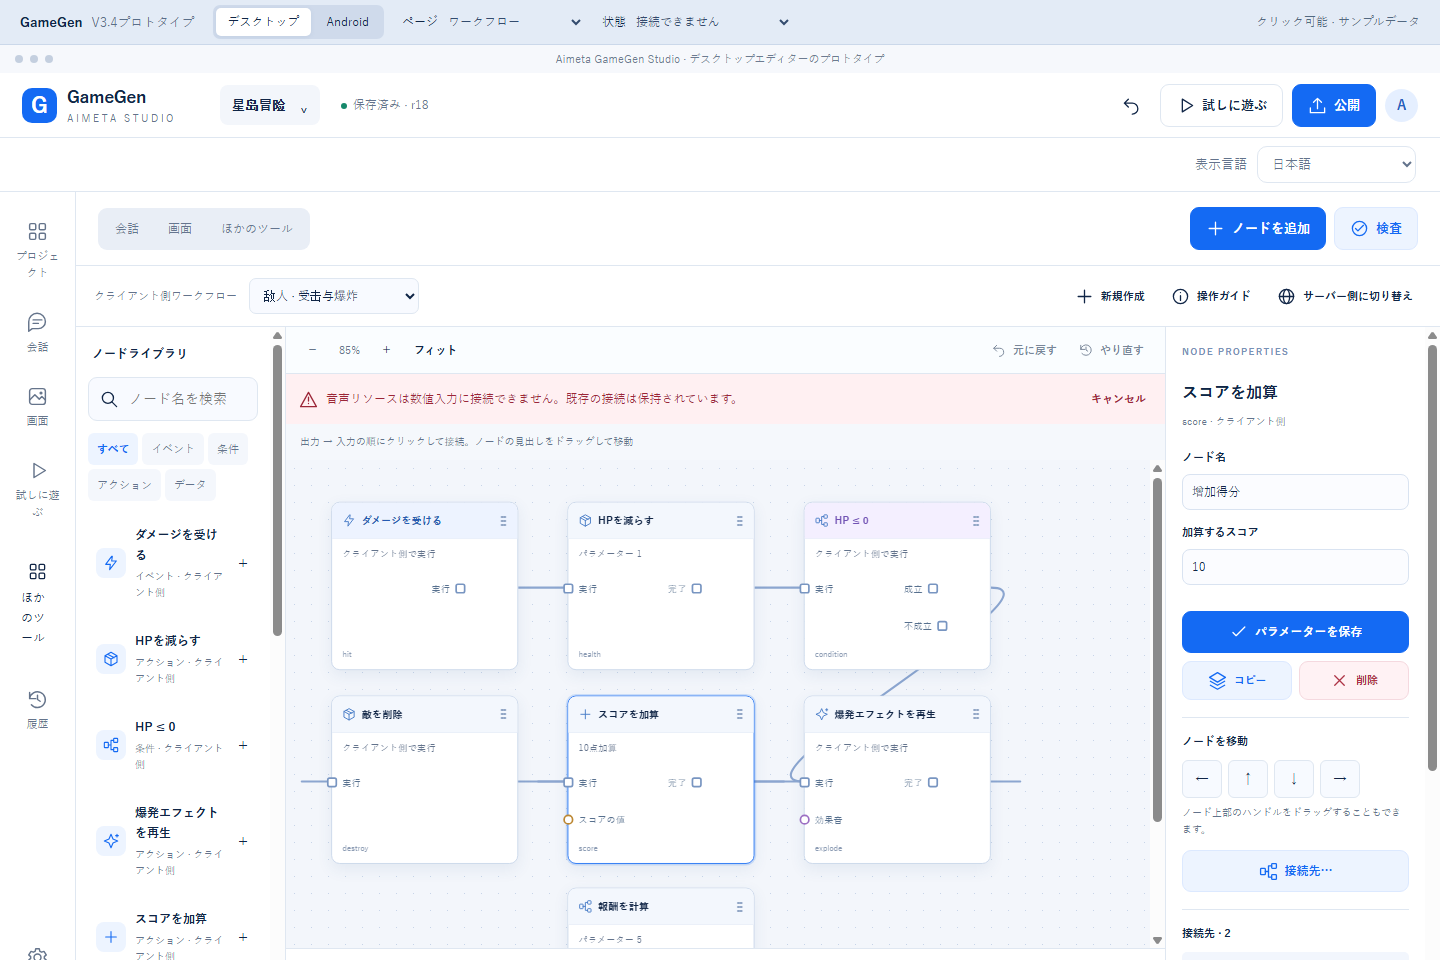 GameGen V3.4プロトタイプ デスクトップ Android ページ ワークフロー 状態 接続できません クリック可能 · サンプルデータ
Aimeta GameGen Studio · デスクトップエディターのプロトタイプ
G GameGen
AIMETA STUDIO
星岛冒险
保存済み · r18
試しに遊ぶ
公開
A
表示言語 日本語
プロジェ
クト
会話
画面
試しに遊
ぶ
ほか
のツ
ール
履歴
会話 画面 ほかのツール
ノードを追加
検査
クライアント側ワークフロー 敌人 · 受击与爆炸
新規作成
操作ガイド
サーバー側に切り替え
ノードライブラリ
ノード名を検索
すべて イベント 条件
アクション データ
ダメージを受け
る
イベント · クライア
ント側
+
HPを減らす
アクション · クライ
アント側
+
HP ≤ 0
条件 · クライアント
側
+
爆発エフェクト
を再生
アクション · クライ
アント側
+
スコアを加算
アクション · クライ
アント側
+
− 85% + フィット
元に戻す やり直す
音声リソースは数値入力に接続できません。既存の接続は保持されています。
キャンセル
出力 → 入力の順にクリックして接続。ノードの見出しをドラッグして移動
ダメージを受ける
クライアント側で実行
実行
hit
HPを減らす
パラメーター 1
実行 完了
health
HP ≤ 0
クライアント側で実行
実行 成立
不成立
condition
敵を削除
クライアント側で実行
実行
destroy
スコアを加算
10点加算
実行 完了
スコアの値
score
爆発エフェクトを再生
クライアント側で実行
実行 完了
効果音
explode
報酬を計算
パラメーター 5
NODE PROPERTIES
スコアを加算
score · クライアント側
ノード名
增加得分
加算するスコア
10
パラメーターを保存
コピー 削除
ノードを移動
← ↑ ↓ →
ノード上部のハンドルをドラッグすることもでき
ます。
接続先…
接続先 · 2